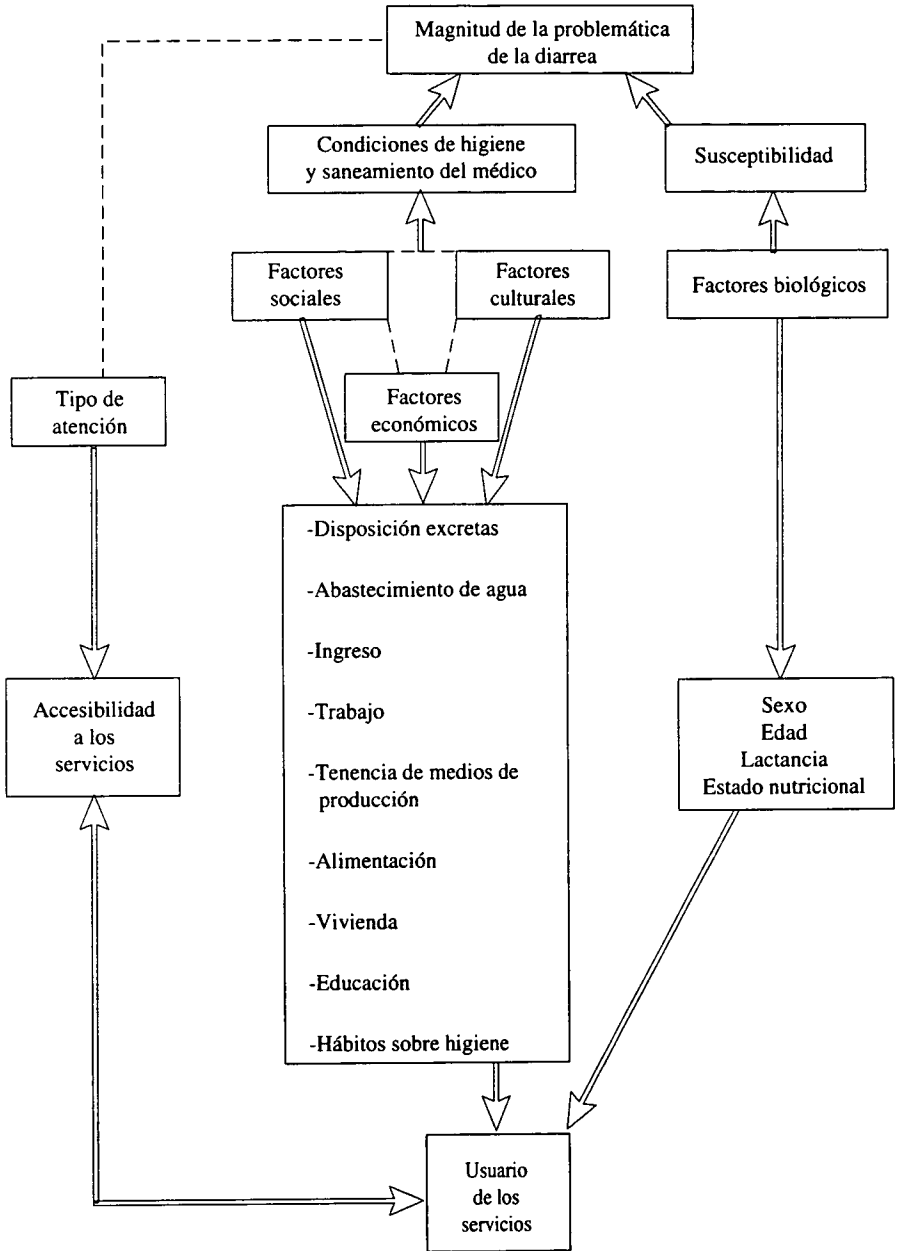 Magnitud de la problemática
de la diarrea
Condiciones de higiene
y saneamiento del médico
Susceptibilidad
Factores
sociales
Factores
culturales
Factores biológicos
Tipo de
atención
Factores
económicos
-Disposición excretas
-Abastecimiento de agua
-Ingreso
-Trabajo
-Tenencia de medios de
producción
-Alimentación
-Vivienda
-Educación
-Hábitos sobre higiene
Accesibilidad
a los
servicios
Sexo
Edad
Lactancia
Estado nutricional
Usuario
de los
servicios